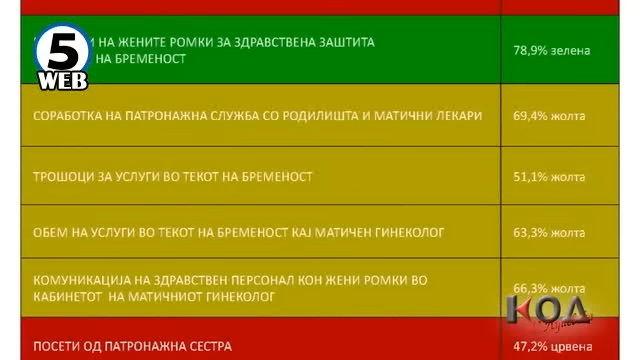 5
WEB
И НА ЖЕНИТЕ РОМКИ ЗА ЗДРАВСТВЕНА ЗАШТИТА
НА БРЕМЕНОСТ
78,9% зелена
СОРАБОТКА НА ПАТРОНАЖНА СЛУЖБА СО РОДИЛИШТА И МАТИЧНИ ЛЕКАРИ
69,4% жолта
ТРОШОЦИ ЗА УСЛУГИ ВО ТЕКОТ НА БРЕМЕНОСТ
51,1% жолта
ОБЕМ НА УСЛУГИ ВО ТЕКОТ НА БРЕМЕНОСТ КАЈ МАТИЧЕН ГИНЕКОЛОГ
63,3% жолта
КОМУНИКАЦИЈА НА ЗДРАВСТВЕН ПЕРСОНАЛ КОН ЖЕНИ РОМКИ ВО
КАБИНЕТОТ НА МАТИЧНИОТ ГИНЕКОЛОГ
66,3% жолта
КОД
ПОСЕТИ ОД ПАТРОНАЖНА СЕСТРА
47,2% црвена